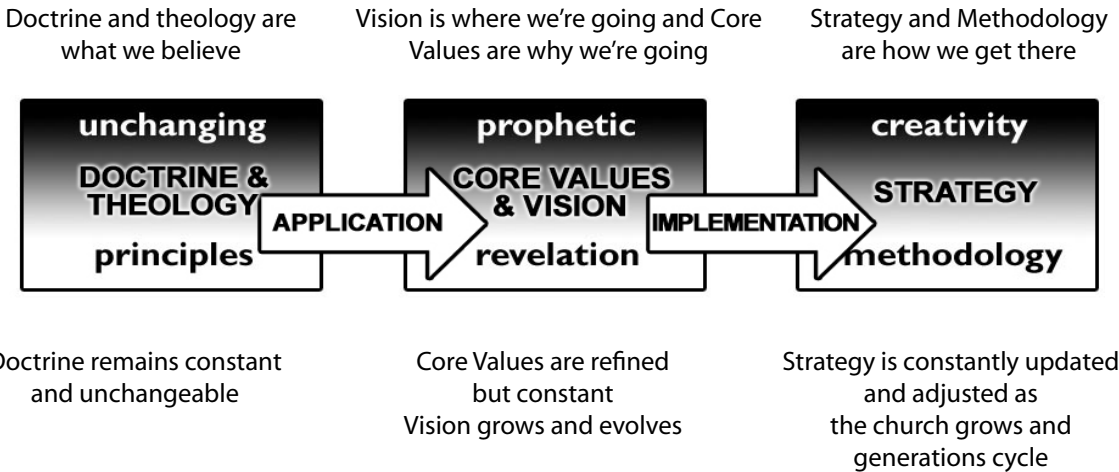 Doctrine and theology are
what we believe
Vision is where we're going and Core
Values are why we're going
Strategy and Methodology
are how we get there
unchanging
DOCTRINE &
THEOLOGY
principles
APPLICATION
prophetic
CORE VALUES
& VISION
revelation
IMPLEMENTATION
creativity
STRATEGY
methodology
Doctrine remains constant
and unchangeable
Core Values are refined
but constant
Vision grows and evolves
Strategy is constantly updated
and adjusted as
the church grows and
generations cycle